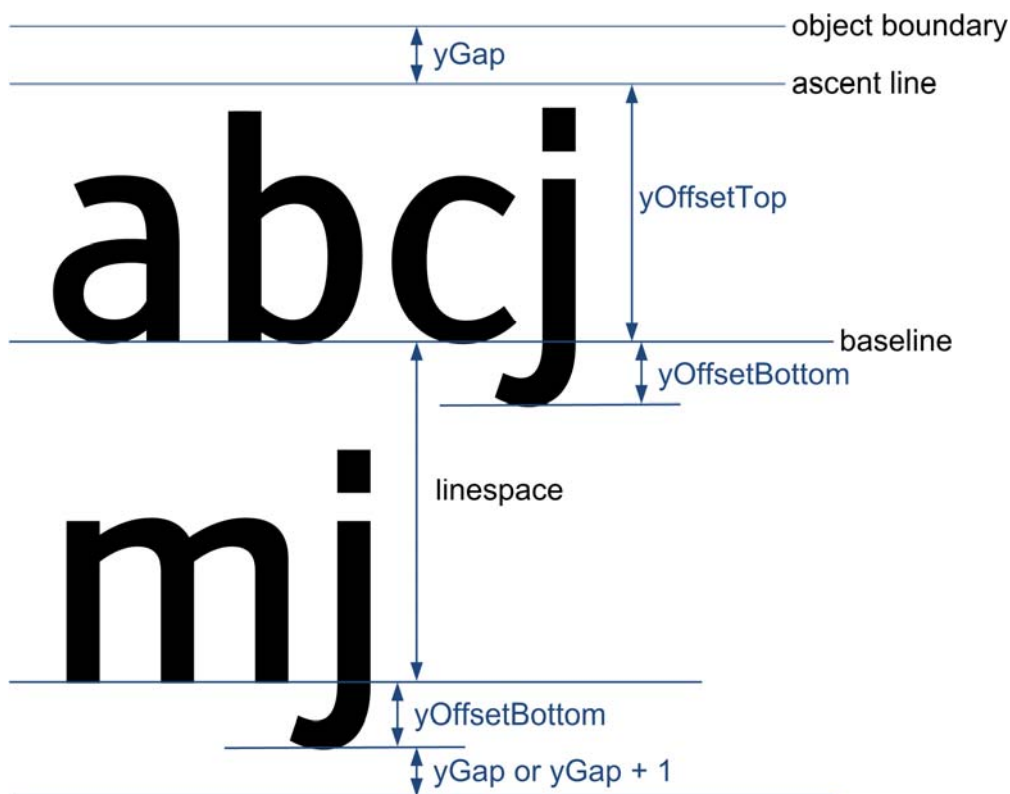 object boundary
yGap
ascent line
abcj
yOffsetTop
baseline
yOffsetBottom
linespace
mj
yOffsetBottom
yGap or yGap + 1